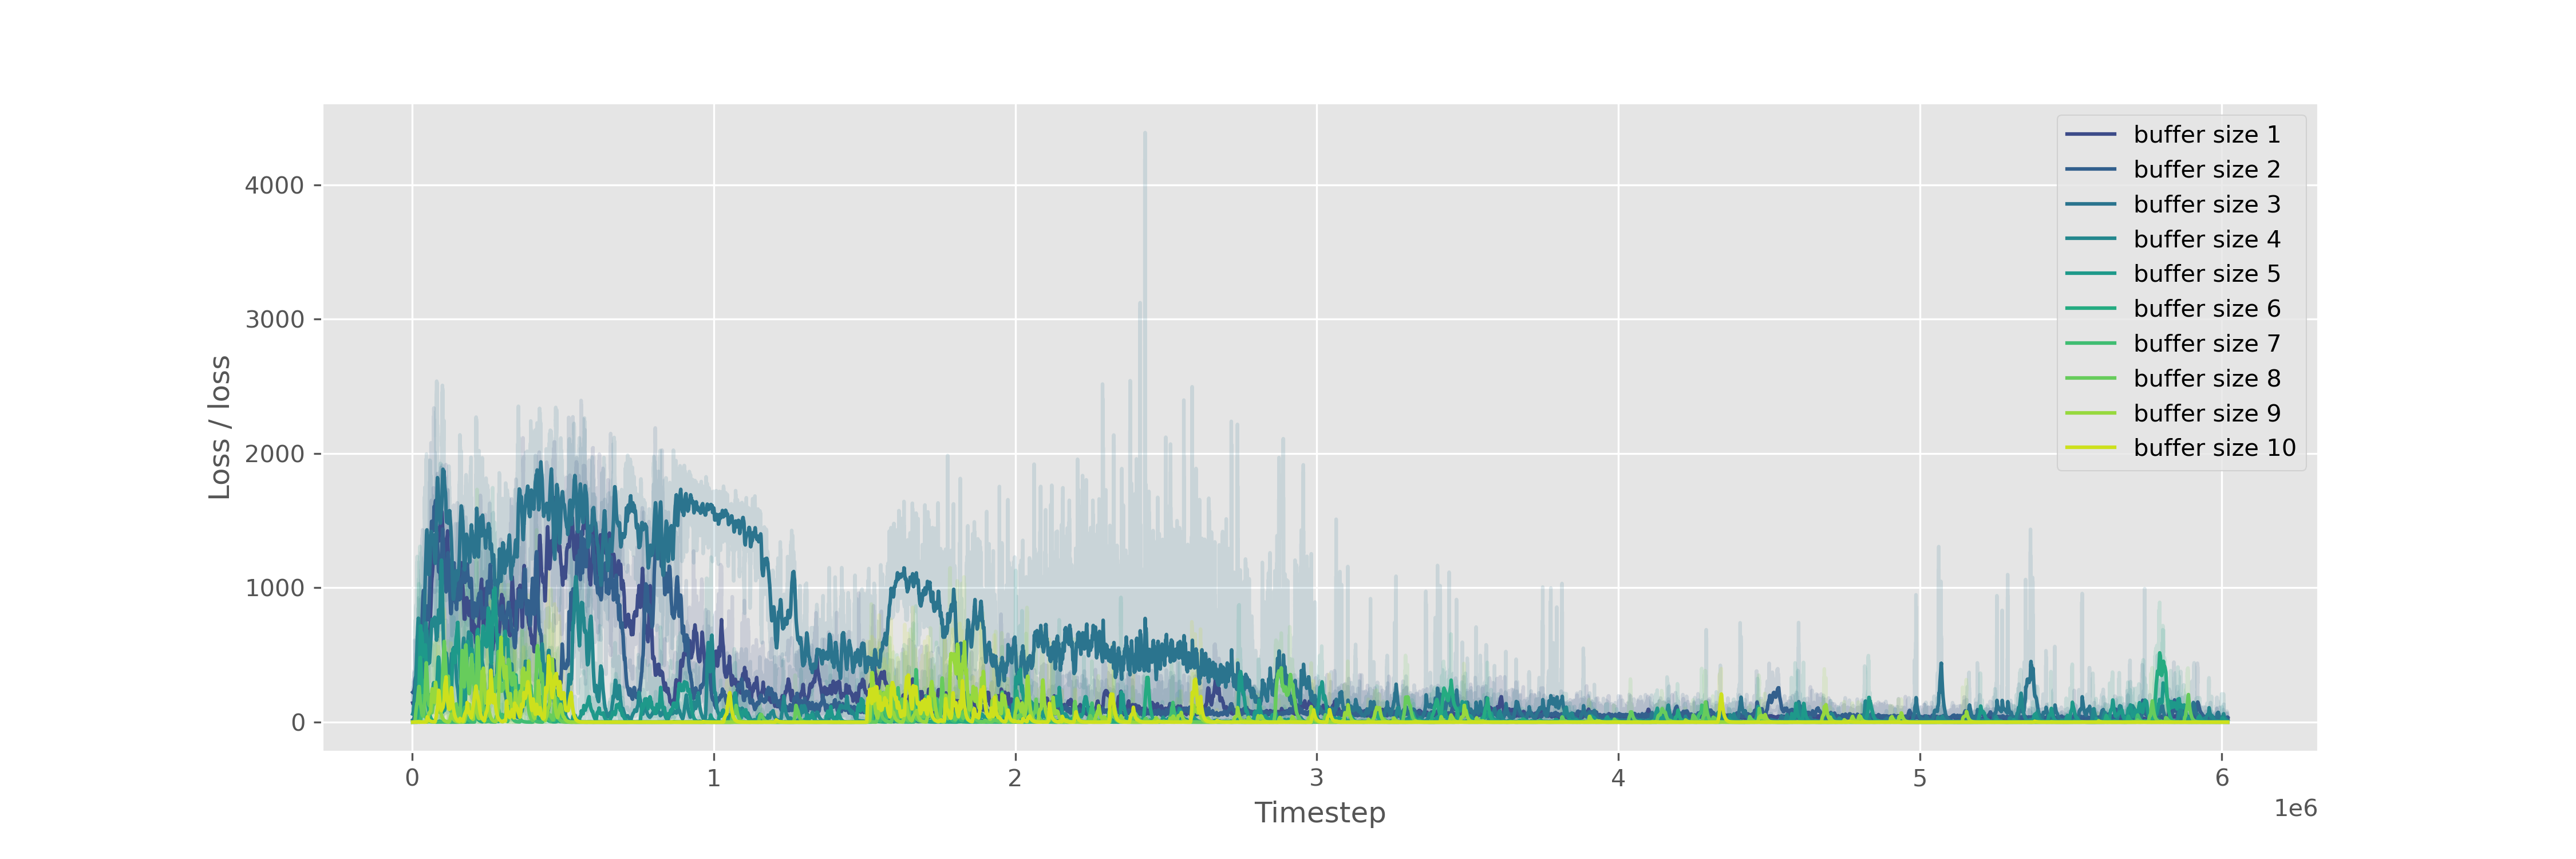 buffer size 1
buffer size 2
buffer size 3
buffer size 4
buffer size 5
buffer size 6
buffer size 7
buffer size 8
buffer size 9
buffer size 10
4000
3000
2000
1000
0
Loss / loss
0 1 2 3 4 5 6
1e6
Timestep